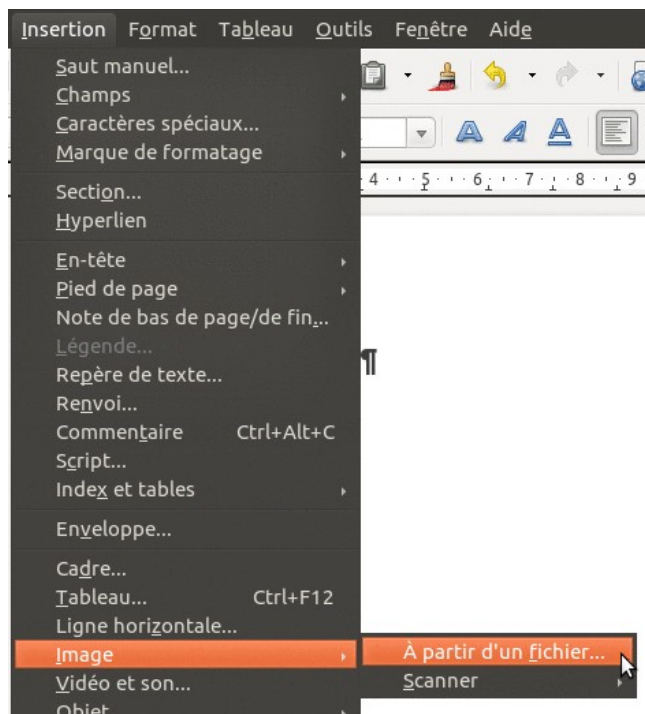 Insertion Format Tableau Outils Fenêtre Aide
Saut manuel...
Champs
Caractères spéciaux...
Marque de formatage
4 5 6 7 8 9
Section...
Hyperlien
En-tête
Pied de page
Note de bas de page/de fin...
Légende...
¶
Repère de texte...
Renvoi...
Commentaire Ctrl+Alt+C
Script...
Index et tables
Enveloppe...
Cadre...
Tableau... Ctrl+F12
Ligne horizontale...
Image À partir d'un fichier...
Vidéo et son... Scanner
Objet